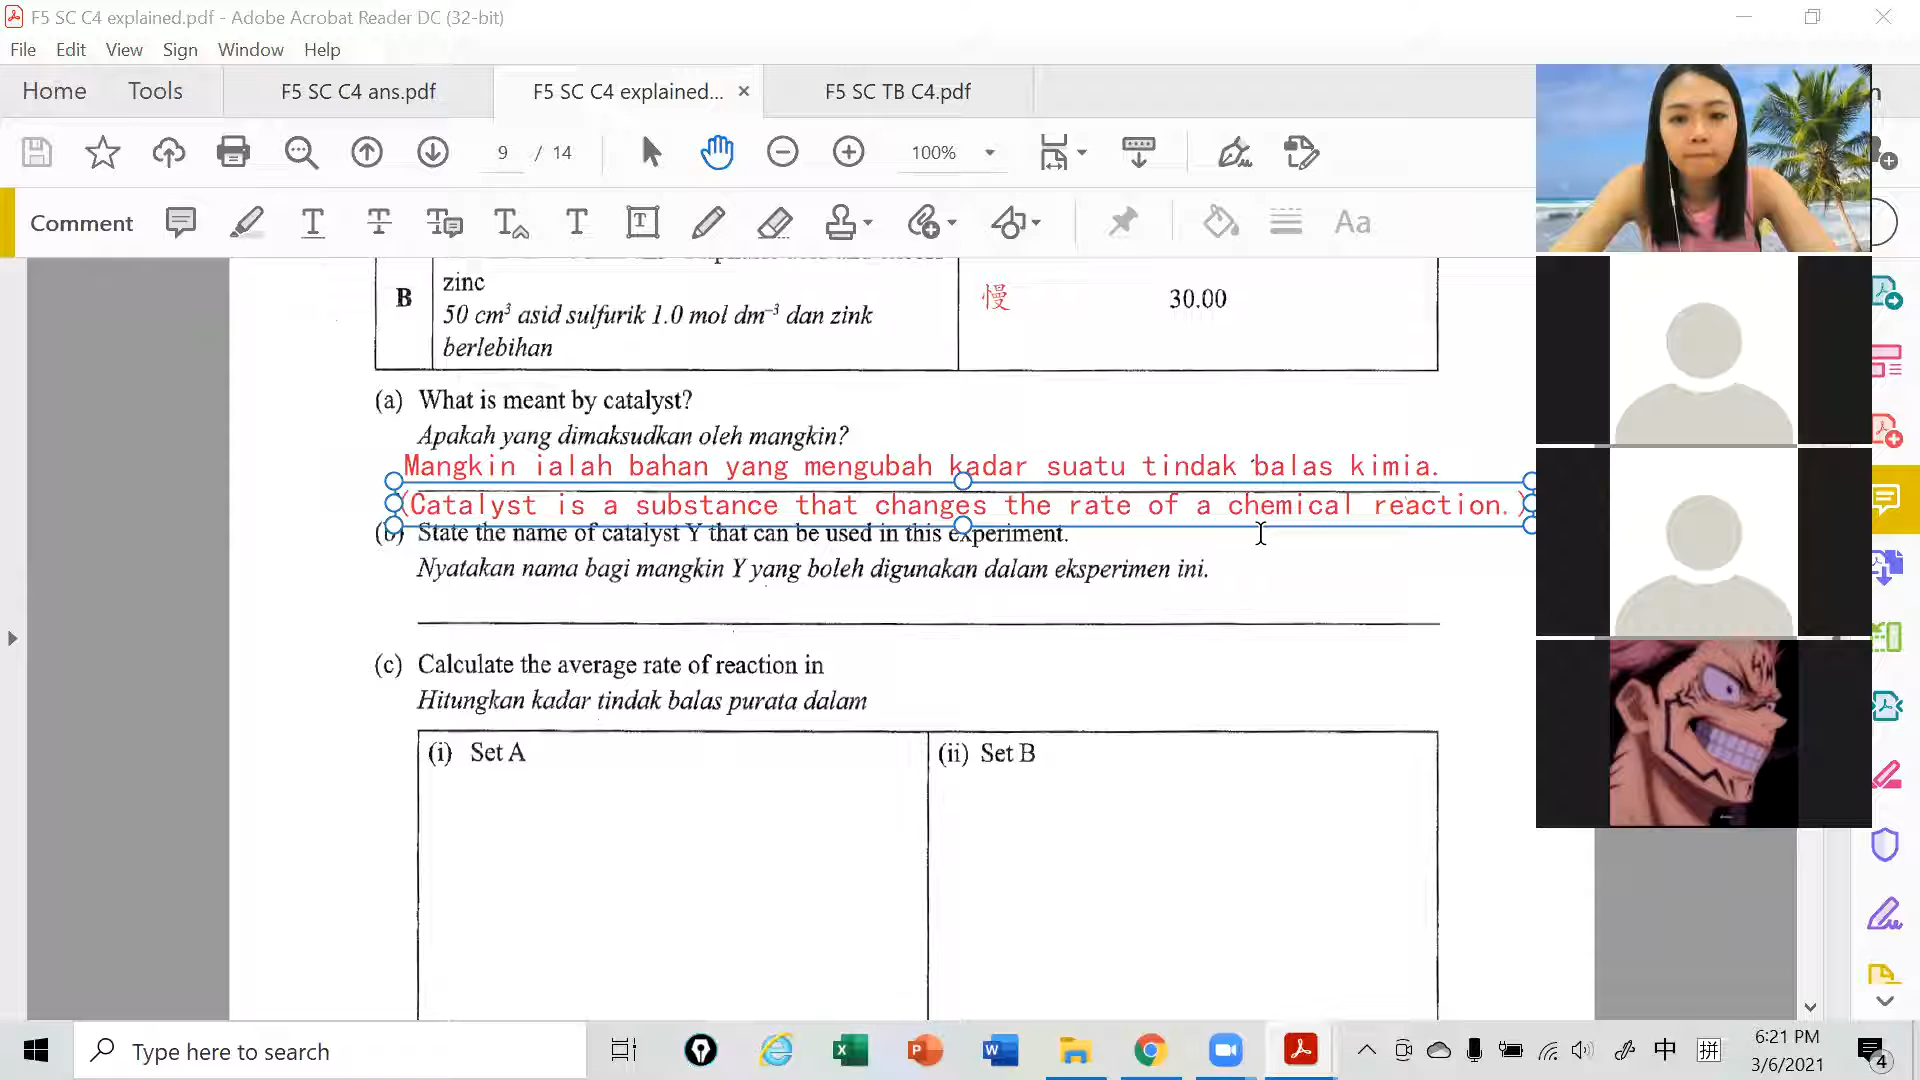 F5 SC C4 explained.pdf - Adobe Acrobat Reader DC (32-bit)
File Edit View Sign Window Help
Home Tools F5 SC C4 ans.pdf F5 SC C4 explained... × F5 SC TB C4.pdf
9 / 14 100%
Comment
zinc
B 慢 30.00
50 cm³ asid sulfurik 1.0 mol dm⁻³ dan zink
berlebihan
(a) What is meant by catalyst?
Apakah yang dimaksudkan oleh mangkin?
Mangkin ialah bahan yang mengubah kadar suatu tindak balas kimia.
(Catalyst is a substance that changes the rate of a chemical reaction.)
(b) State the name of catalyst Y that can be used in this experiment.
Nyatakan nama bagi mangkin Y yang boleh digunakan dalam eksperimen ini.
(c) Calculate the average rate of reaction in
Hitungkan kadar tindak balas purata dalam
(i) Set A (ii) Set B
Type here to search
中 拼 6:21 PM
3/6/2021 4